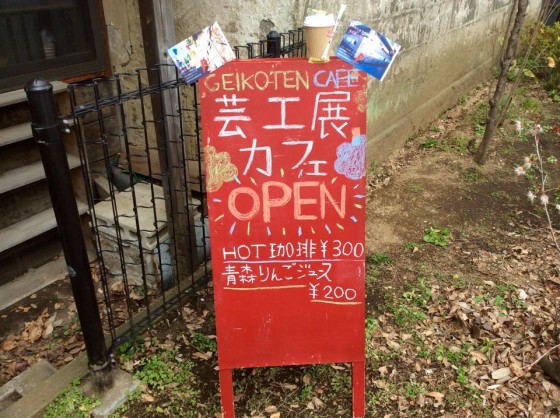 GEIKOTEN CAFE
芸工展
カフェ
OPEN
HOT 珈琲 ¥300
青森りんごジュース
¥200